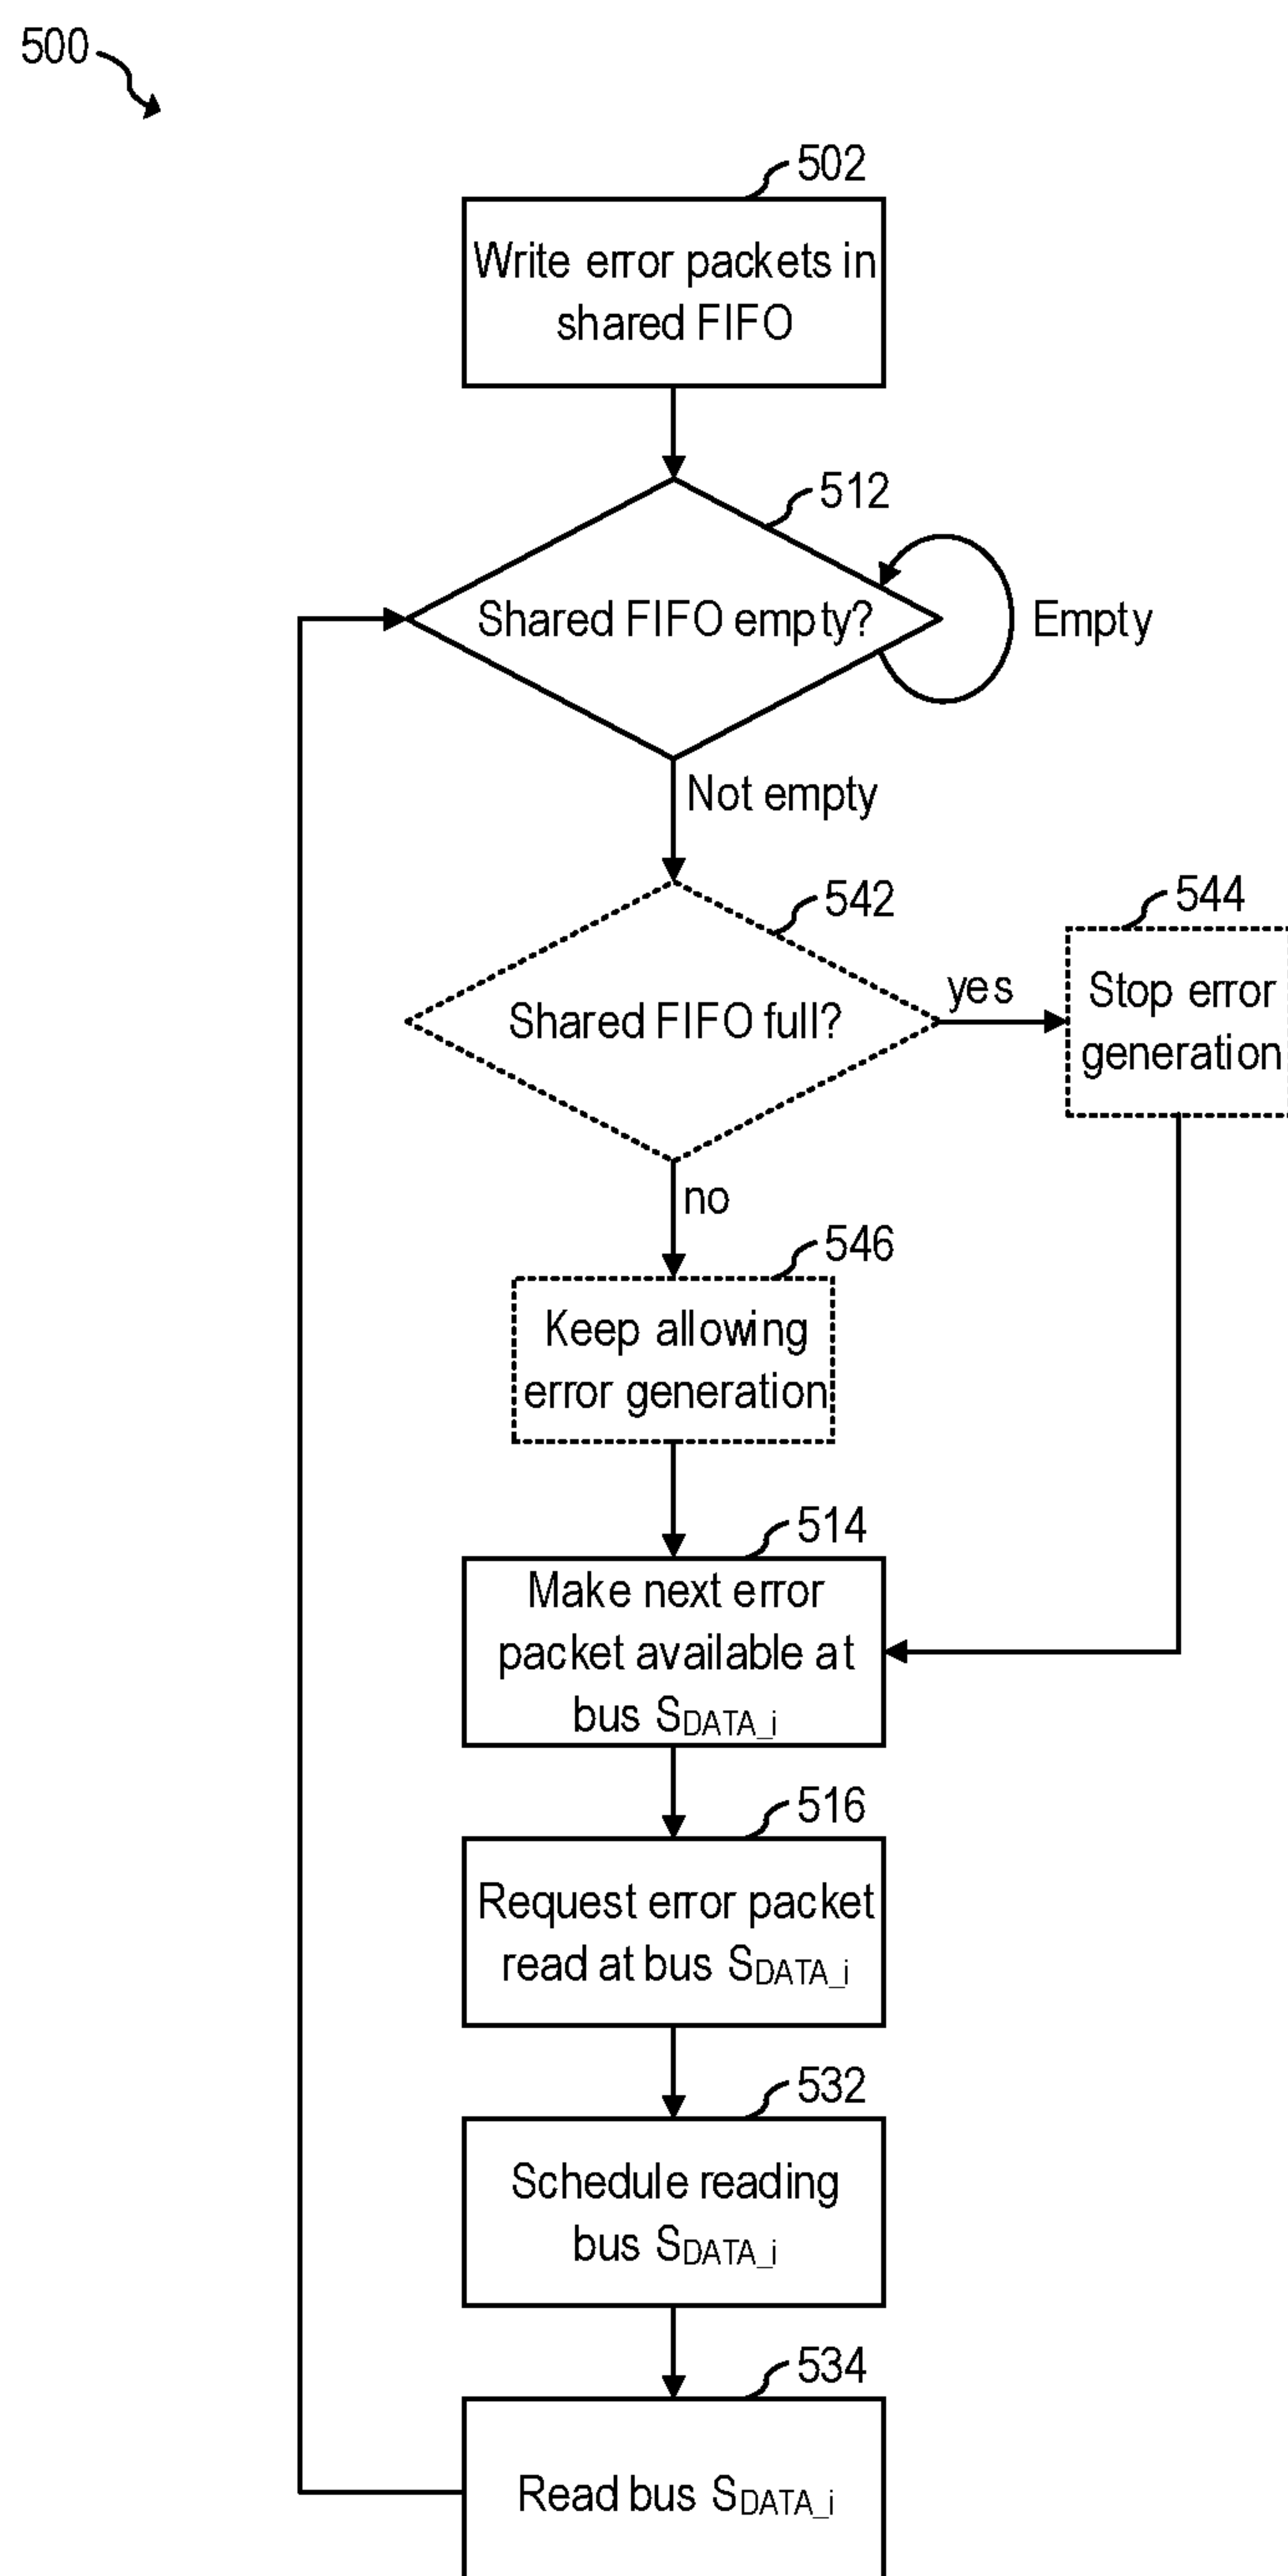 500
502
Write error packets in
shared FIFO
512
Shared FIFO empty?
Empty
Not empty
542
544
Shared FIFO full?
yes
Stop error
generation
no
546
Keep allowing
error generation
514
Make next error
packet available at
bus SDATA_i
516
Request error packet
read at bus SDATA_i
532
Schedule reading
bus SDATA_i
534
Read bus SDATA_i